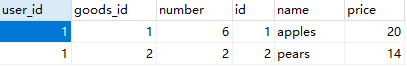 user_id goods_id number id name price
1 1 6 1 apples 20
1 2 2 2 pears 14